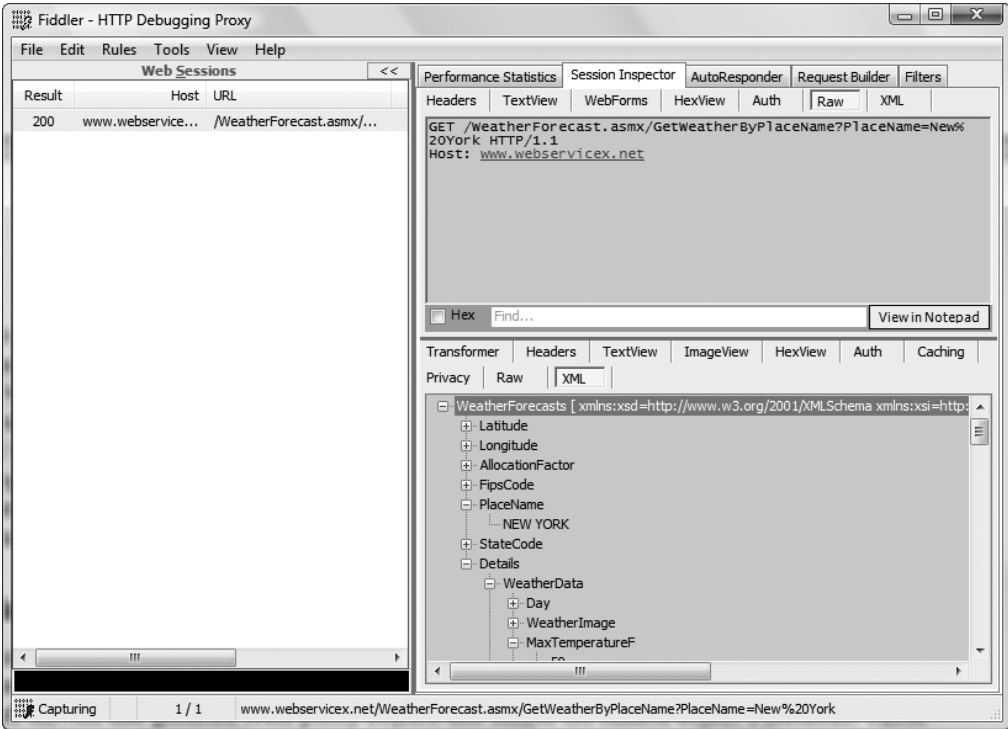 Fiddler - HTTP Debugging Proxy
File Edit Rules Tools View Help
Web Sessions <<
Result Host URL
200 www.webservice... /WeatherForecast.asmx/...
Performance Statistics Session Inspector AutoResponder Request Builder Filters
Headers TextView WebForms HexView Auth Raw XML
GET /WeatherForecast.asmx/GetWeatherByPlaceName?PlaceName=New%
20York HTTP/1.1
Host: www.webservicex.net
Hex Find... View in Notepad
Transformer Headers TextView ImageView HexView Auth Caching
Privacy Raw XML
WeatherForecasts [ xmlns:xsd=http://www.w3.org/2001/XMLSchema xmlns:xsi=http:
Latitude
Longitude
AllocationFactor
FipsCode
PlaceName
NEW YORK
StateCode
Details
WeatherData
Day
WeatherImage
MaxTemperatureF
Capturing 1 / 1 www.webservicex.net/WeatherForecast.asmx/GetWeatherByPlaceName?PlaceName=New%20York